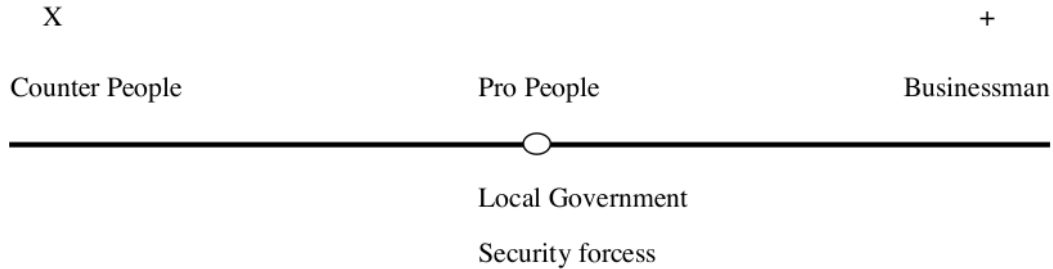 X +
Counter People Pro People Businessman
Local Government
Security forcess